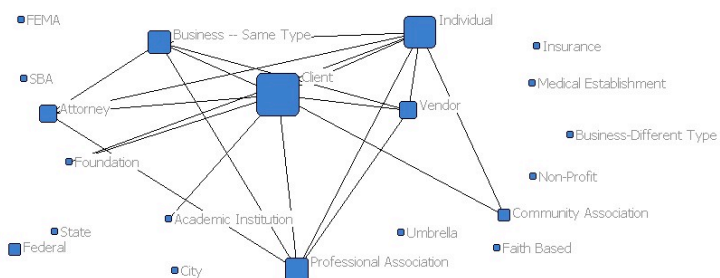 FEMA
Business -- Same Type
Individual
Insurance
SBA
Client
Medical Establishment
Attorney
Vendor
Business-Different Type
Foundation
Non-Profit
Academic Institution
Community Association
State
Umbrella
Federal
Faith Based
City
Professional Association